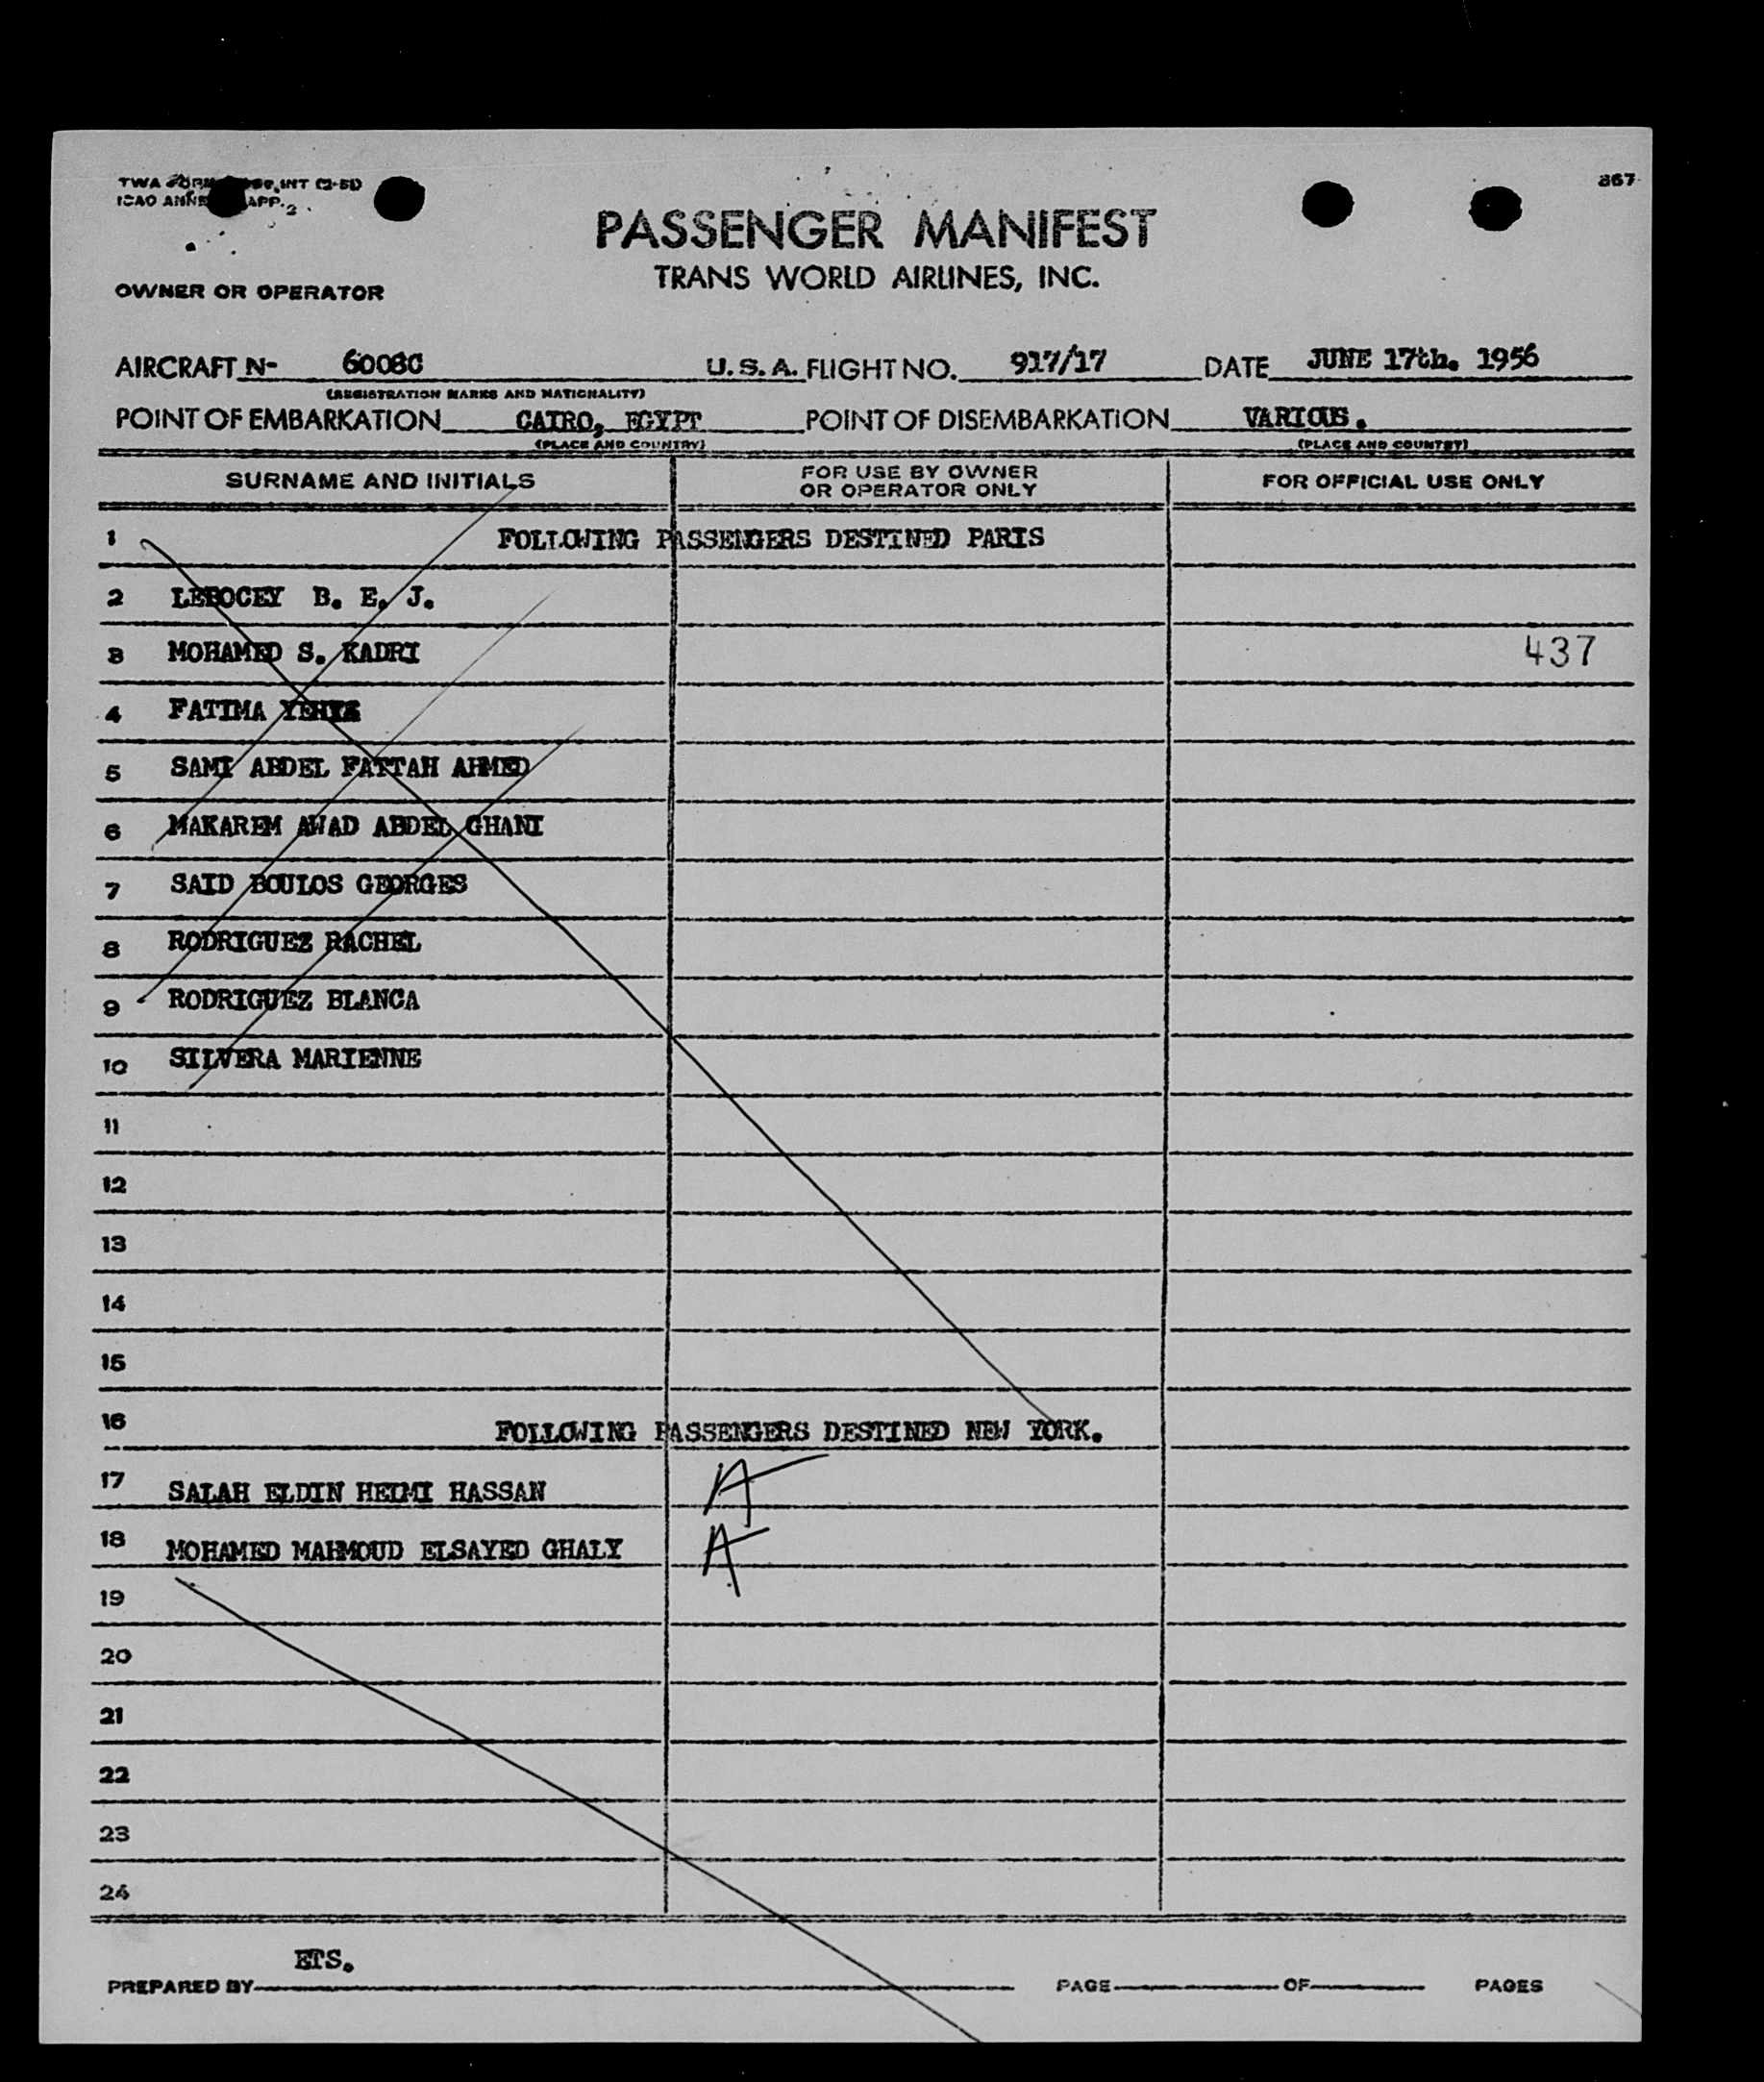 TWA FORM INT (2-51)
ICAO ANNEX APP. 2
867
PASSENGER MANIFEST
TRANS WORLD AIRLINES, INC.
OWNER OR OPERATOR
AIRCRAFT N- 6008C U.S.A. FLIGHT NO. 917/17 DATE JUNE 17th. 1956
(REGISTRATION MARKS AND NATIONALITY)
POINT OF EMBARKATION CAIRO, EGYPT POINT OF DISEMBARKATION VARIOUS.
(PLACE AND COUNTRY) (PLACE AND COUNTRY)
SURNAME AND INITIALS FOR USE BY OWNER OR OPERATOR ONLY FOR OFFICIAL USE ONLY
1 FOLLOWING PASSENGERS DESTINED PARIS
2 B. E. J.
3 MOHAMED S. KADRI 437
4 FATIMA
5 SAMI ABDEL FATTAH AHMED
6 MAKAREM AWAD ABDEL GHANI
7 SAID BOULOS GEORGES
8 RODRIGUEZ RACHEL
9 RODRIGUEZ BLANCA
10 SILVERA MARIENNE
11
12
13
14
15
16 FOLLOWING PASSENGERS DESTINED NEW YORK.
17 SALAH ELDIN HELMI HASSAN A
18 MOHAMED MAHMOUD ELSAYED GHALY A
19
20
21
22
23
24
ETS.
PREPARED BY PAGE OF PAGES